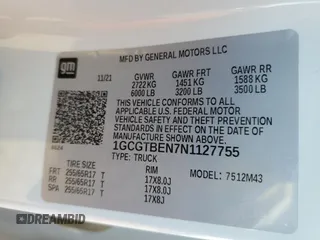 gm
MFD BY GENERAL MOTORS LLC
11/21
GVWR GAWR FRT GAWR RR
2722 KG 1451 KG 1588 KG
6000 LB 3200 LB 3500 LB
THIS VEHICLE CONFORMS TO ALL APPLICABLE
U.S. FEDERAL MOTOR VEHICLE SAFETY AND
THEFT PREVENTION STANDARDS IN EFFECT ON
THE DATE OF MANUFACTURE SHOWN ABOVE.
1GCGTBEN7N1127755
TYPE: TRUCK
MODEL: 7512M43
TIRE SIZE RIM
FRT 255/65R17 T 17X8.0J
RR 255/65R17 T 17X8.0J
SPA 255/65R17 T 17X8J
DREAMBID